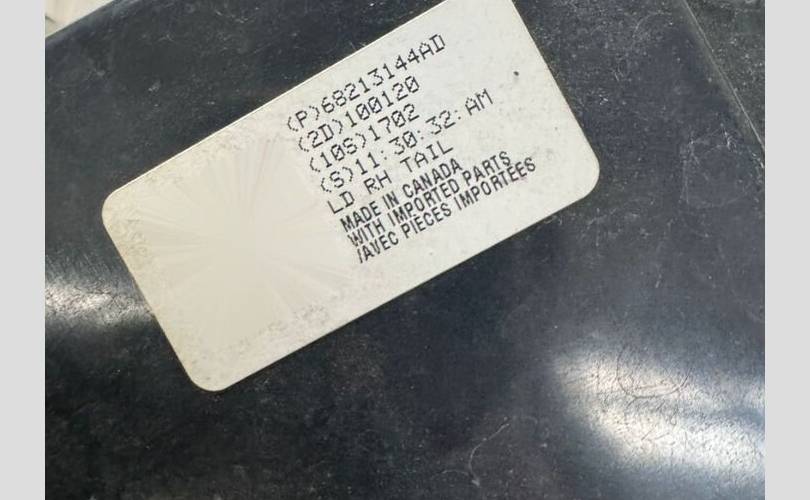 (P)68213144AD
(2D)100120
(10S)1702
(S)11:30:32:AM
LD RH TAIL
MADE IN CANADA
WITH IMPORTED PARTS
/AVEC PIECES IMPORTEES